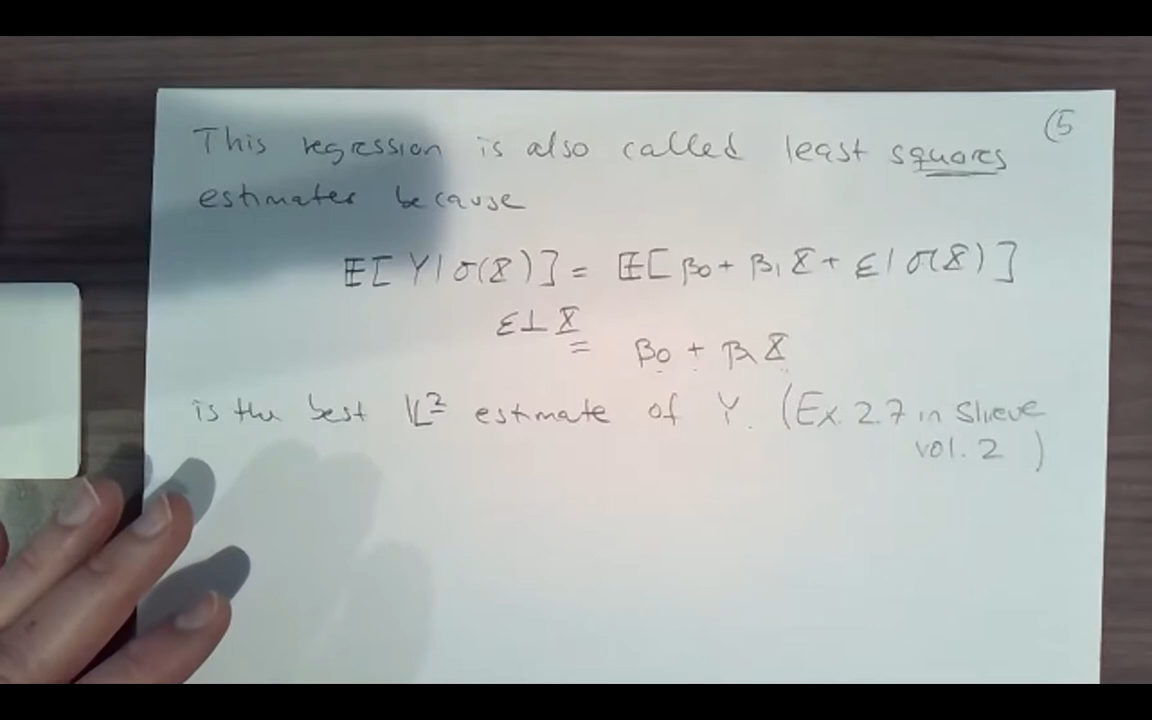 (5
This regression is also called least squares
estimates because
𝔼[Y|σ(X)] = 𝔼[β0 + β1 X + ε|σ(X)]
ε⊥X
= β0 + β1 X
is the best 𝕃² estimate of Y. (Ex. 2.7 in Shreve
vol. 2)